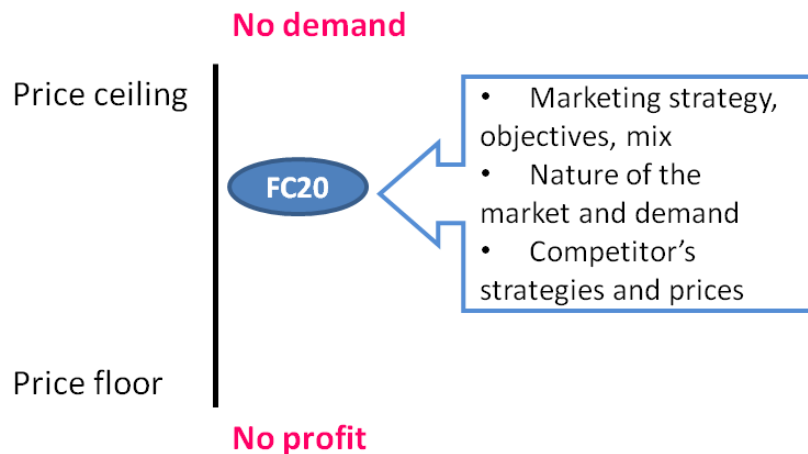 No demand
Price ceiling
• Marketing strategy,
objectives, mix
FC20
• Nature of the
market and demand
• Competitor’s
strategies and prices
Price floor
No profit